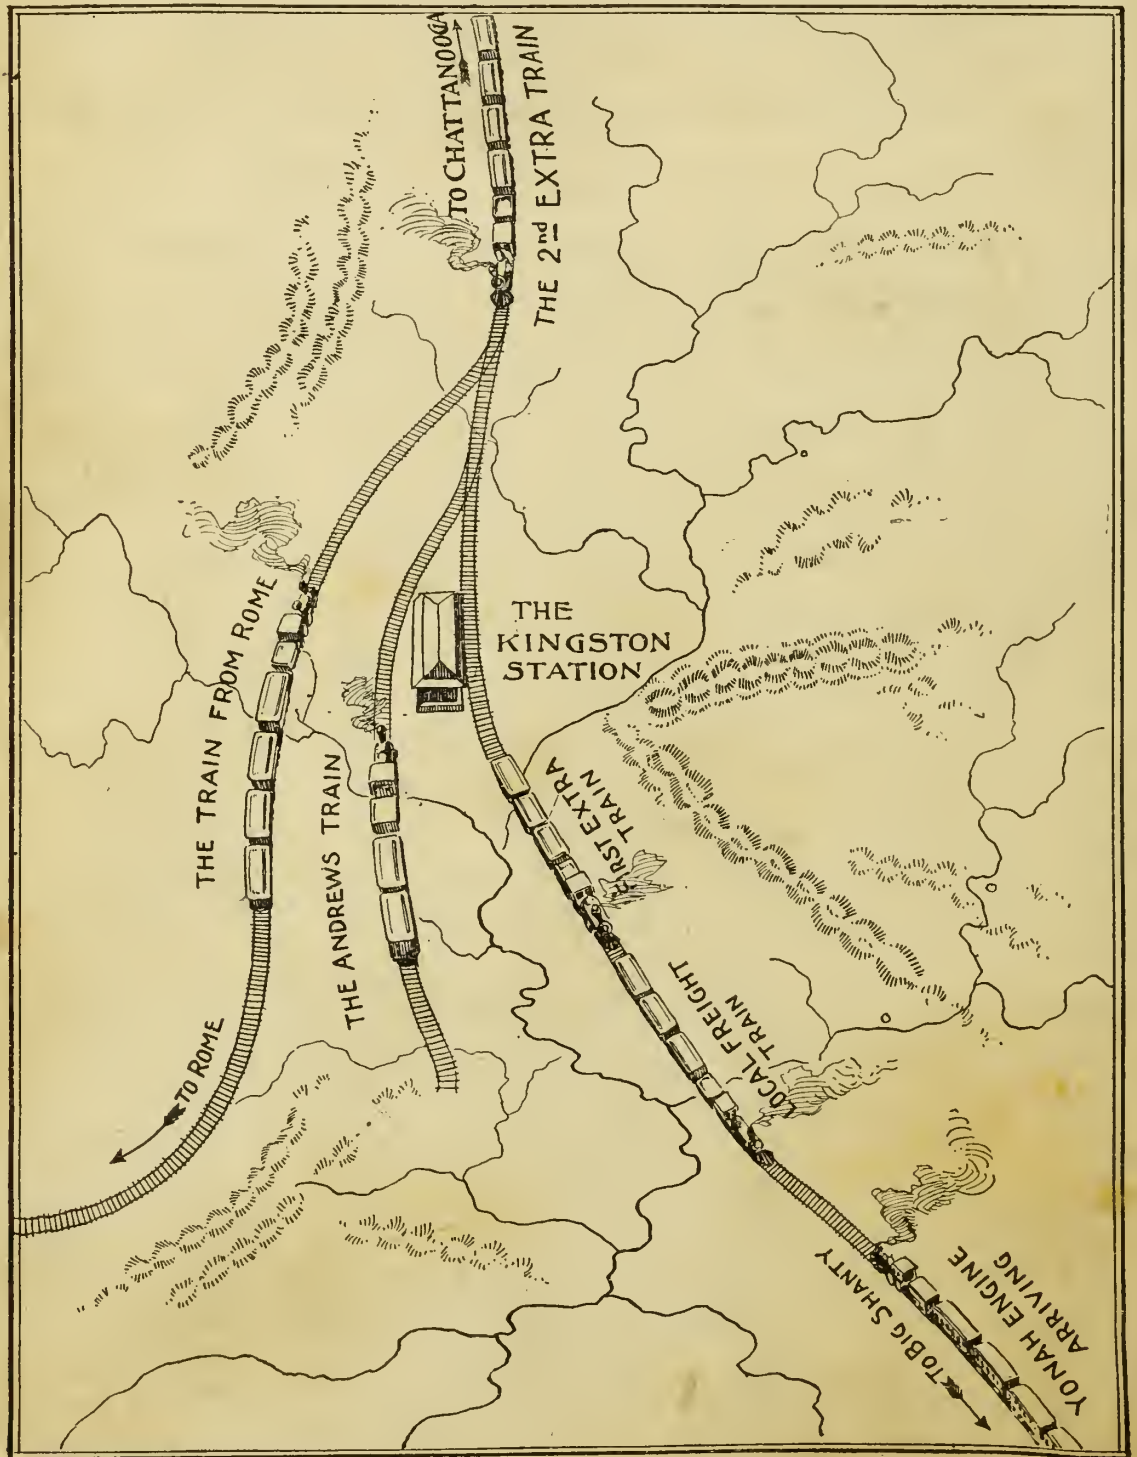 TO CHATTANOOGA
THE 2nd EXTRA TRAIN
THE TRAIN FROM ROME
THE
KINGSTON
STATION
THE ANDREWS TRAIN
FIRST EXTRA
TRAIN
LOCAL FREIGHT
TRAIN
TO ROME
TO BIG SHANTY
YONAH ENGINE
ARRIVING